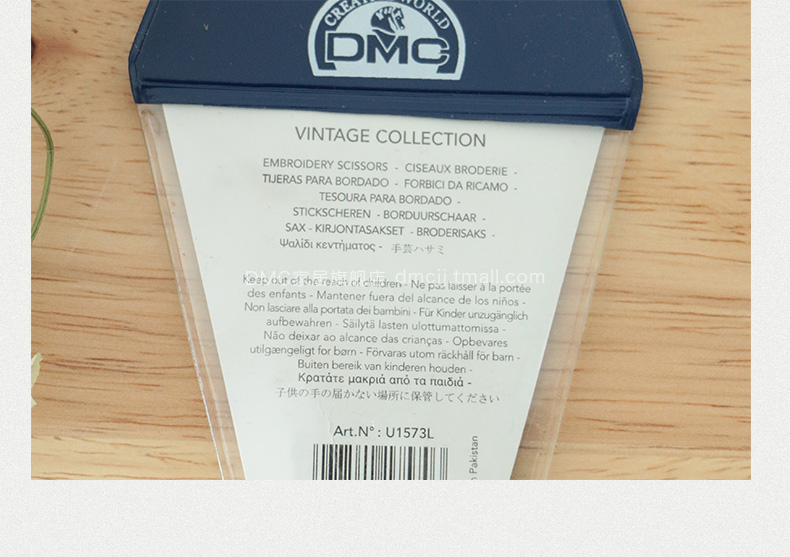 CREATIVE WORLD
DMC
VINTAGE COLLECTION
EMBROIDERY SCISSORS - CISEAUX BRODERIE -
TIJERAS PARA BORDADO - FORBICI DA RICAMO -
TESOURA PARA BORDADO -
STICKSCHEREN - BORDUURSCHAAR -
SAX - KIRJONTASAKSET - BRODERISAKS -
Ψαλίδι κεντήματος - 手芸ハサミ
DMC家居旗舰店 dmcjj.tmall.com
Keep out of the reach of children - Ne pas laisser à la portée
des enfants - Mantener fuera del alcance de los niños -
Non lasciare alla portata dei bambini - Für Kinder unzugänglich
aufbewahren - Säilytä lasten ulottumattomissa -
Não deixar ao alcance das crianças - Opbevares
utilgængeligt for børn - Förvaras utom räckhåll för barn -
Buiten bereik van kinderen houden -
Κρατάτε μακριά από τα παιδιά -
子供の手の届かない場所に保管してください
Art.N° : U1573L
Pakistan